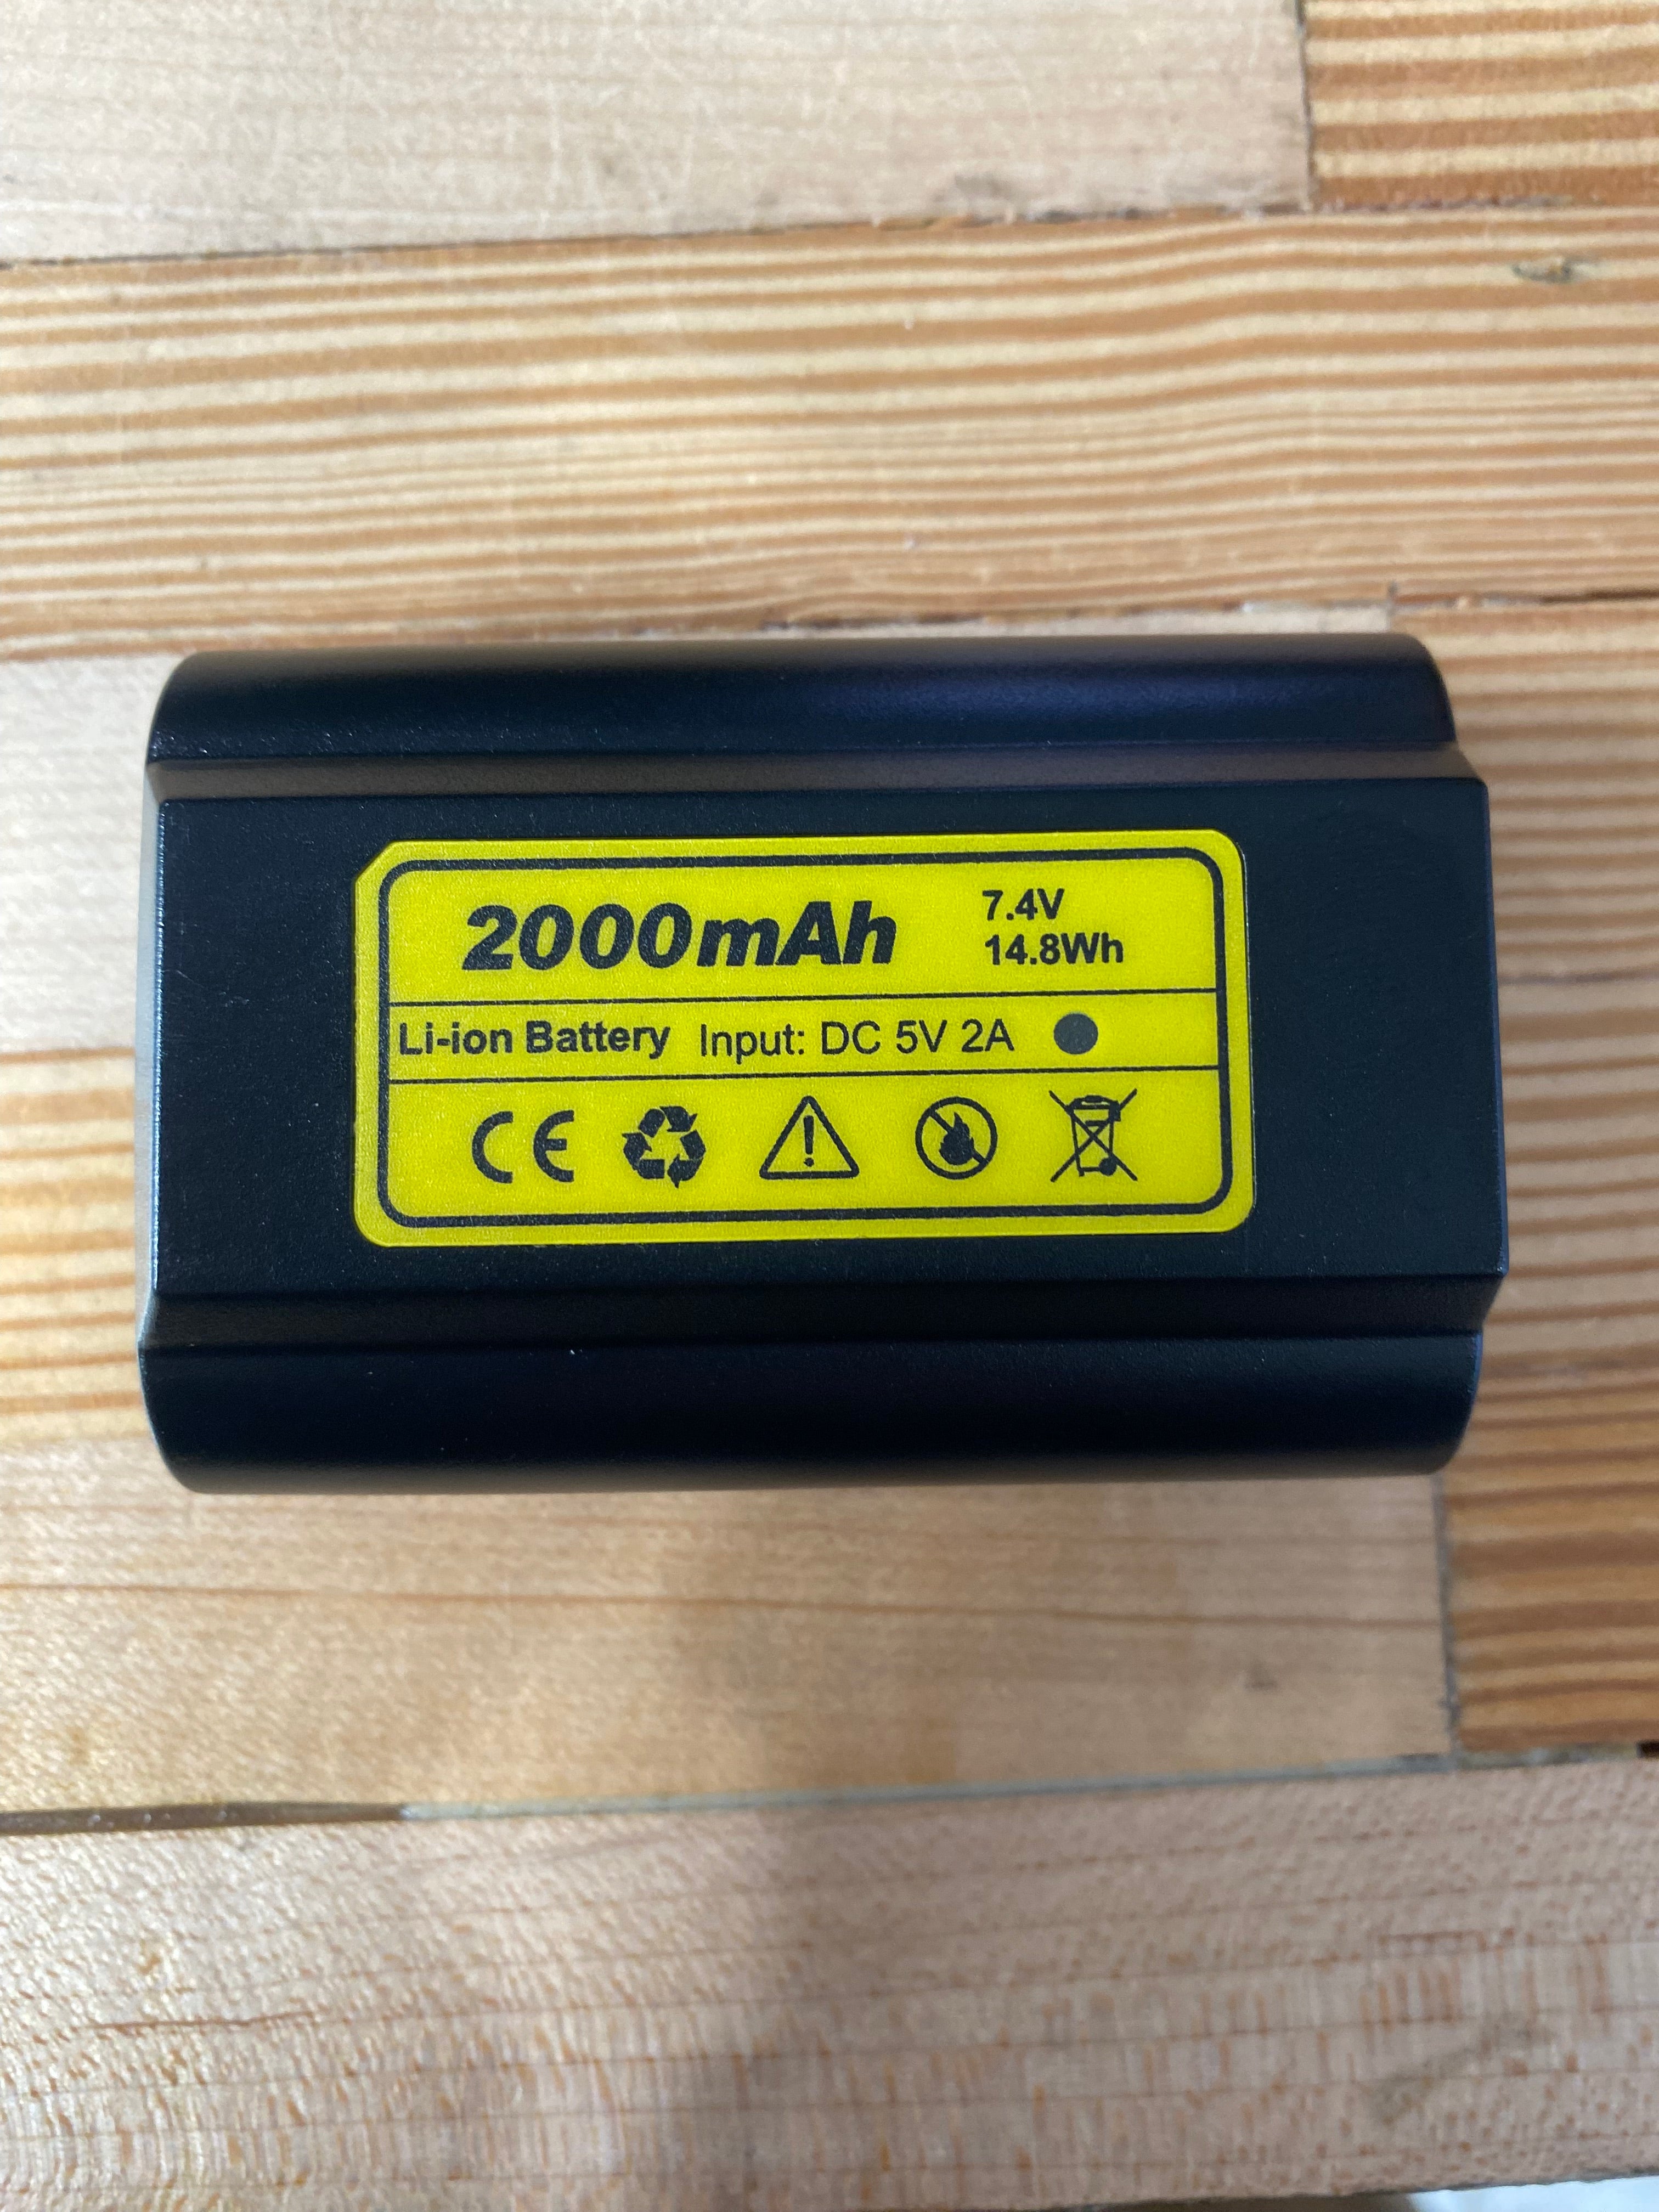 2000mAh
7.4V
14.8Wh
Li-ion Battery Input: DC 5V 2A
CE